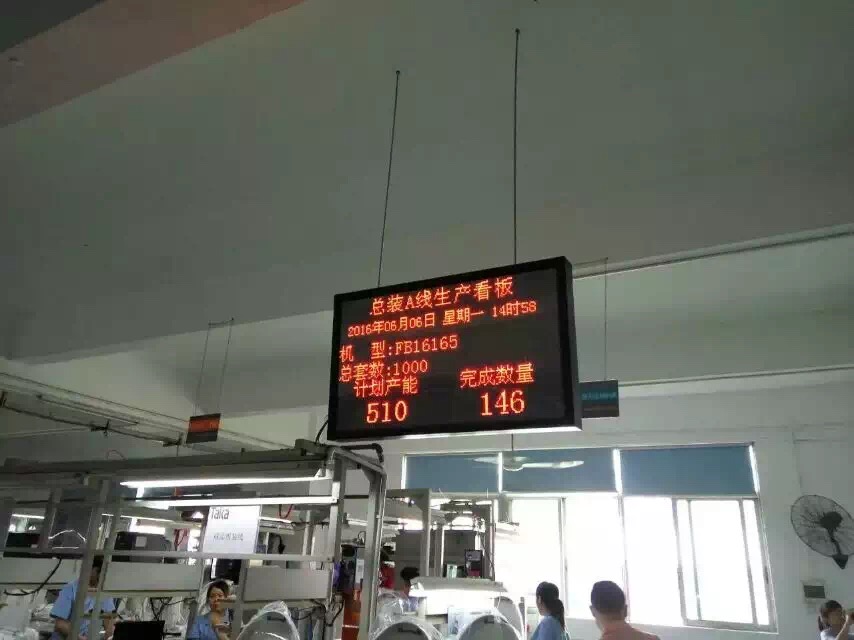 总装A线生产看板
2016年06月06日 星期一 14时58
机 型:FB16165
总套数:1000
计划产能 完成数量
510 146
Taka